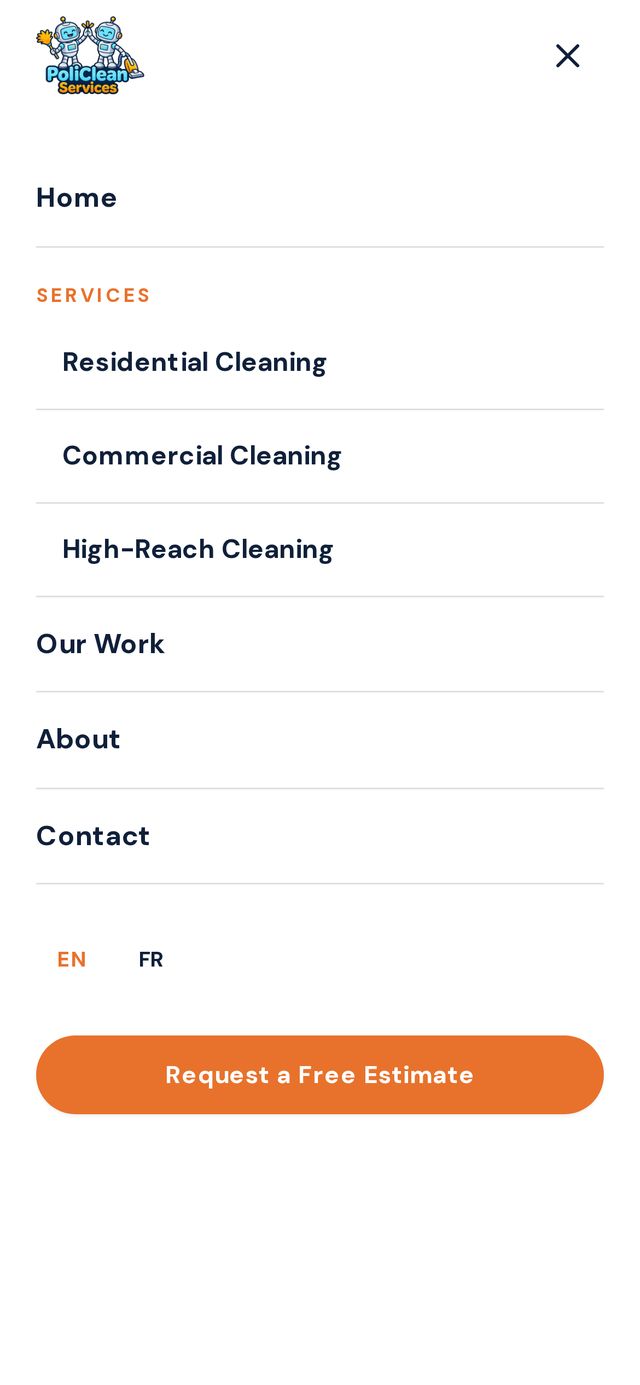 PoliClean
Services
Home
SERVICES
Residential Cleaning
Commercial Cleaning
High-Reach Cleaning
Our Work
About
Contact
EN FR
Request a Free Estimate